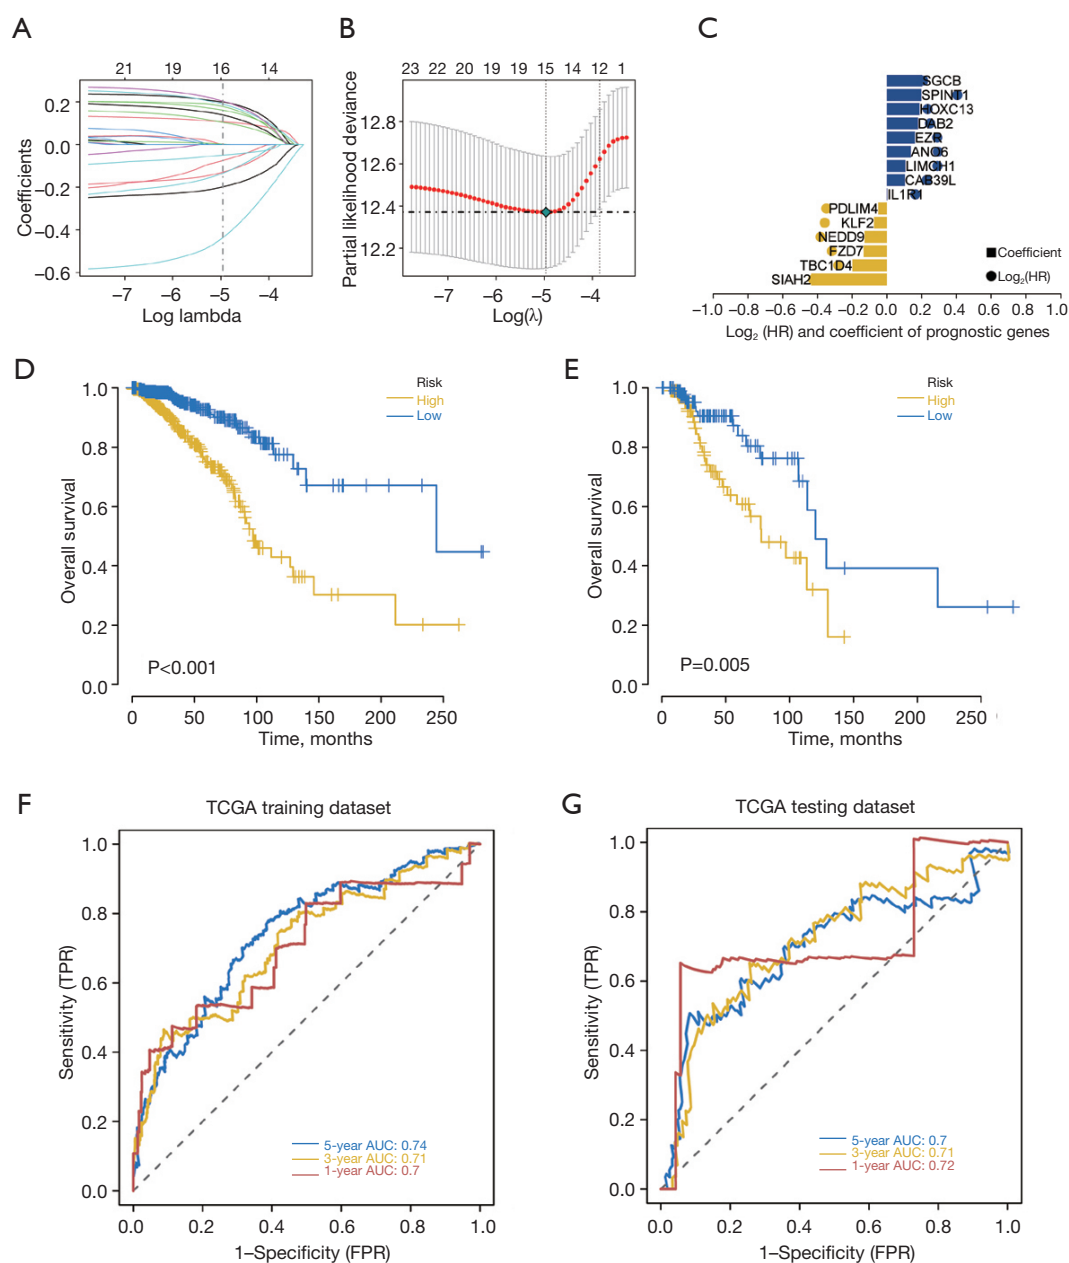 A
21 19 16 14
Coefficients
0.2
0.0
−0.2
−0.4
−0.6
−7 −6 −5 −4
Log lambda
B
23 22 20 19 19 15 14 12 1
Partial likelihood deviance
12.8
12.6
12.4
12.2
−7 −6 −5 −4
Log(λ)
C
SGCB
SPINT1
HOXC13
DAB2
EZR
ANO6
LIMCH1
CAB39L
IL1R1
PDLIM4
KLF2
NEDD9
FZD7
TBC1D4
SIAH2
Coefficient
Log2(HR)
−1.0 −0.8 −0.6 −0.4 −0.2 0.0 0.2 0.4 0.6 0.8 1.0
Log2 (HR) and coefficient of prognostic genes
D
Risk
High
Low
Overall survival
1.0
0.8
0.6
0.4
0.2
0.0
P<0.001
0 50 100 150 200 250
Time, months
E
Risk
High
Low
Overall survival
1.0
0.8
0.6
0.4
0.2
0.0
P=0.005
0 50 100 150 200 250
Time, months
F
TCGA training dataset
Sensitivity (TPR)
1.0
0.8
0.6
0.4
0.2
0.0
5-year AUC: 0.74
3-year AUC: 0.71
1-year AUC: 0.7
0.0 0.2 0.4 0.6 0.8 1.0
1–Specificity (FPR)
G
TCGA testing dataset
Sensitivity (TPR)
1.0
0.8
0.6
0.4
0.2
0.0
5-year AUC: 0.7
3-year AUC: 0.71
1-year AUC: 0.72
0.0 0.2 0.4 0.6 0.8 1.0
1–Specificity (FPR)